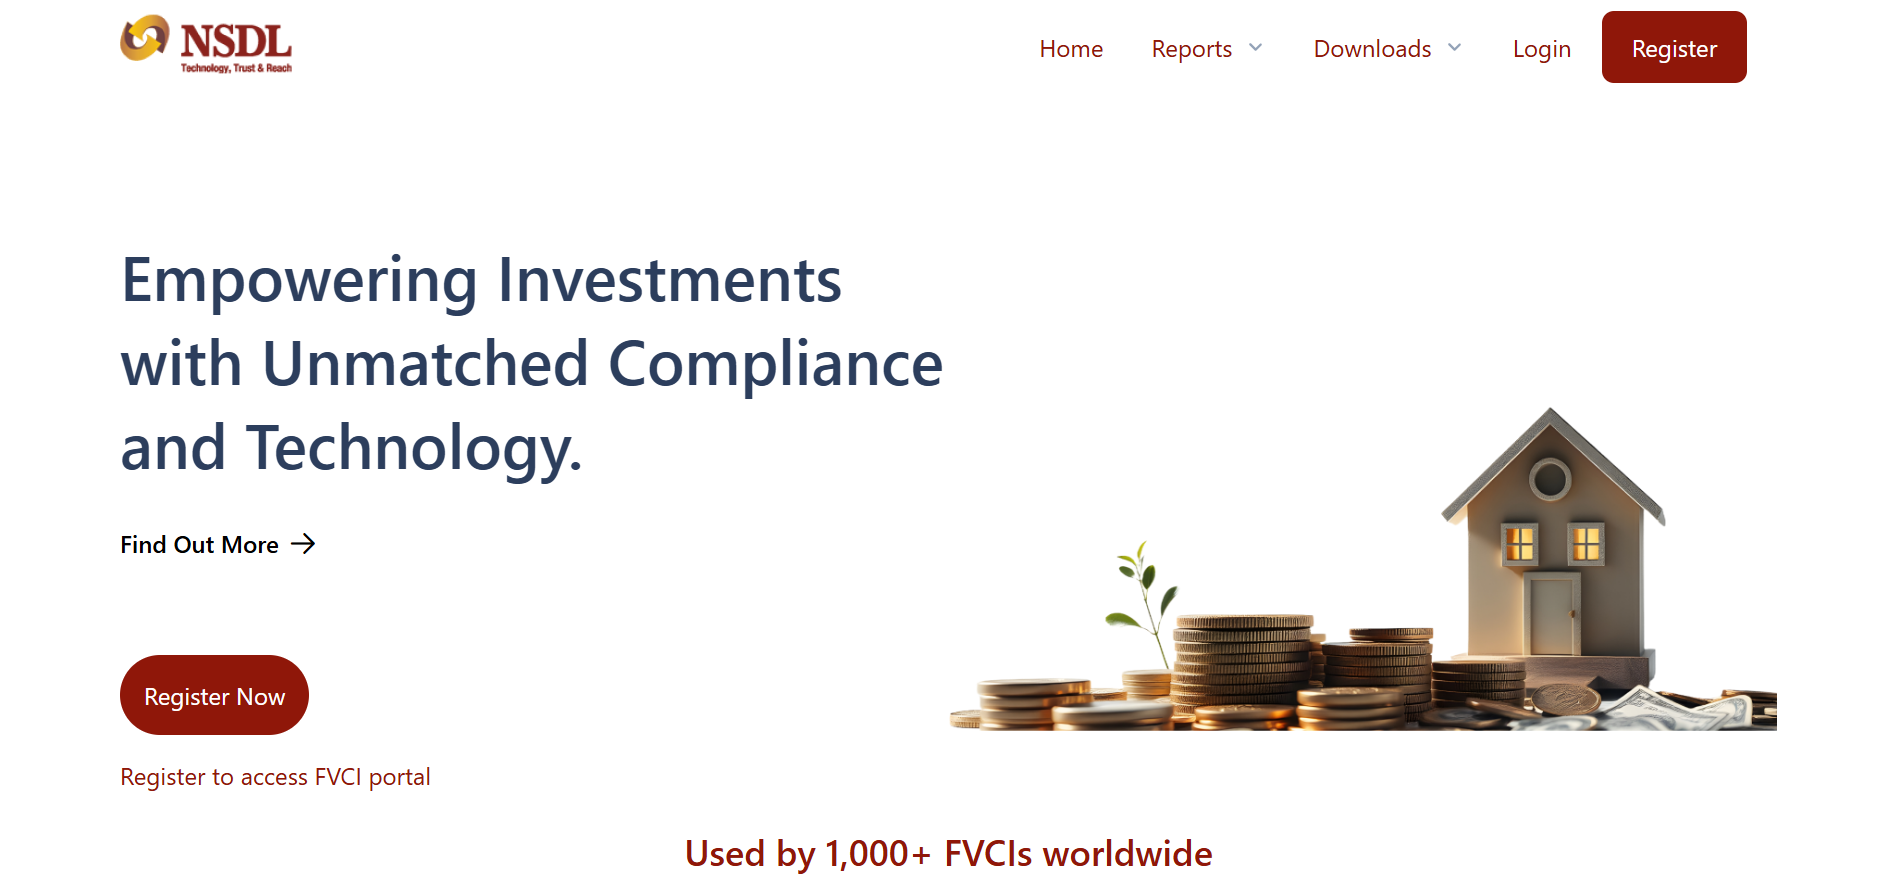 NSDL
Technology, Trust & Reach
Home
Reports
Downloads
Login
Register
Empowering Investments
with Unmatched Compliance
and Technology.
Find Out More
Register Now
Register to access FVCI portal
Used by 1,000+ FVCIs worldwide